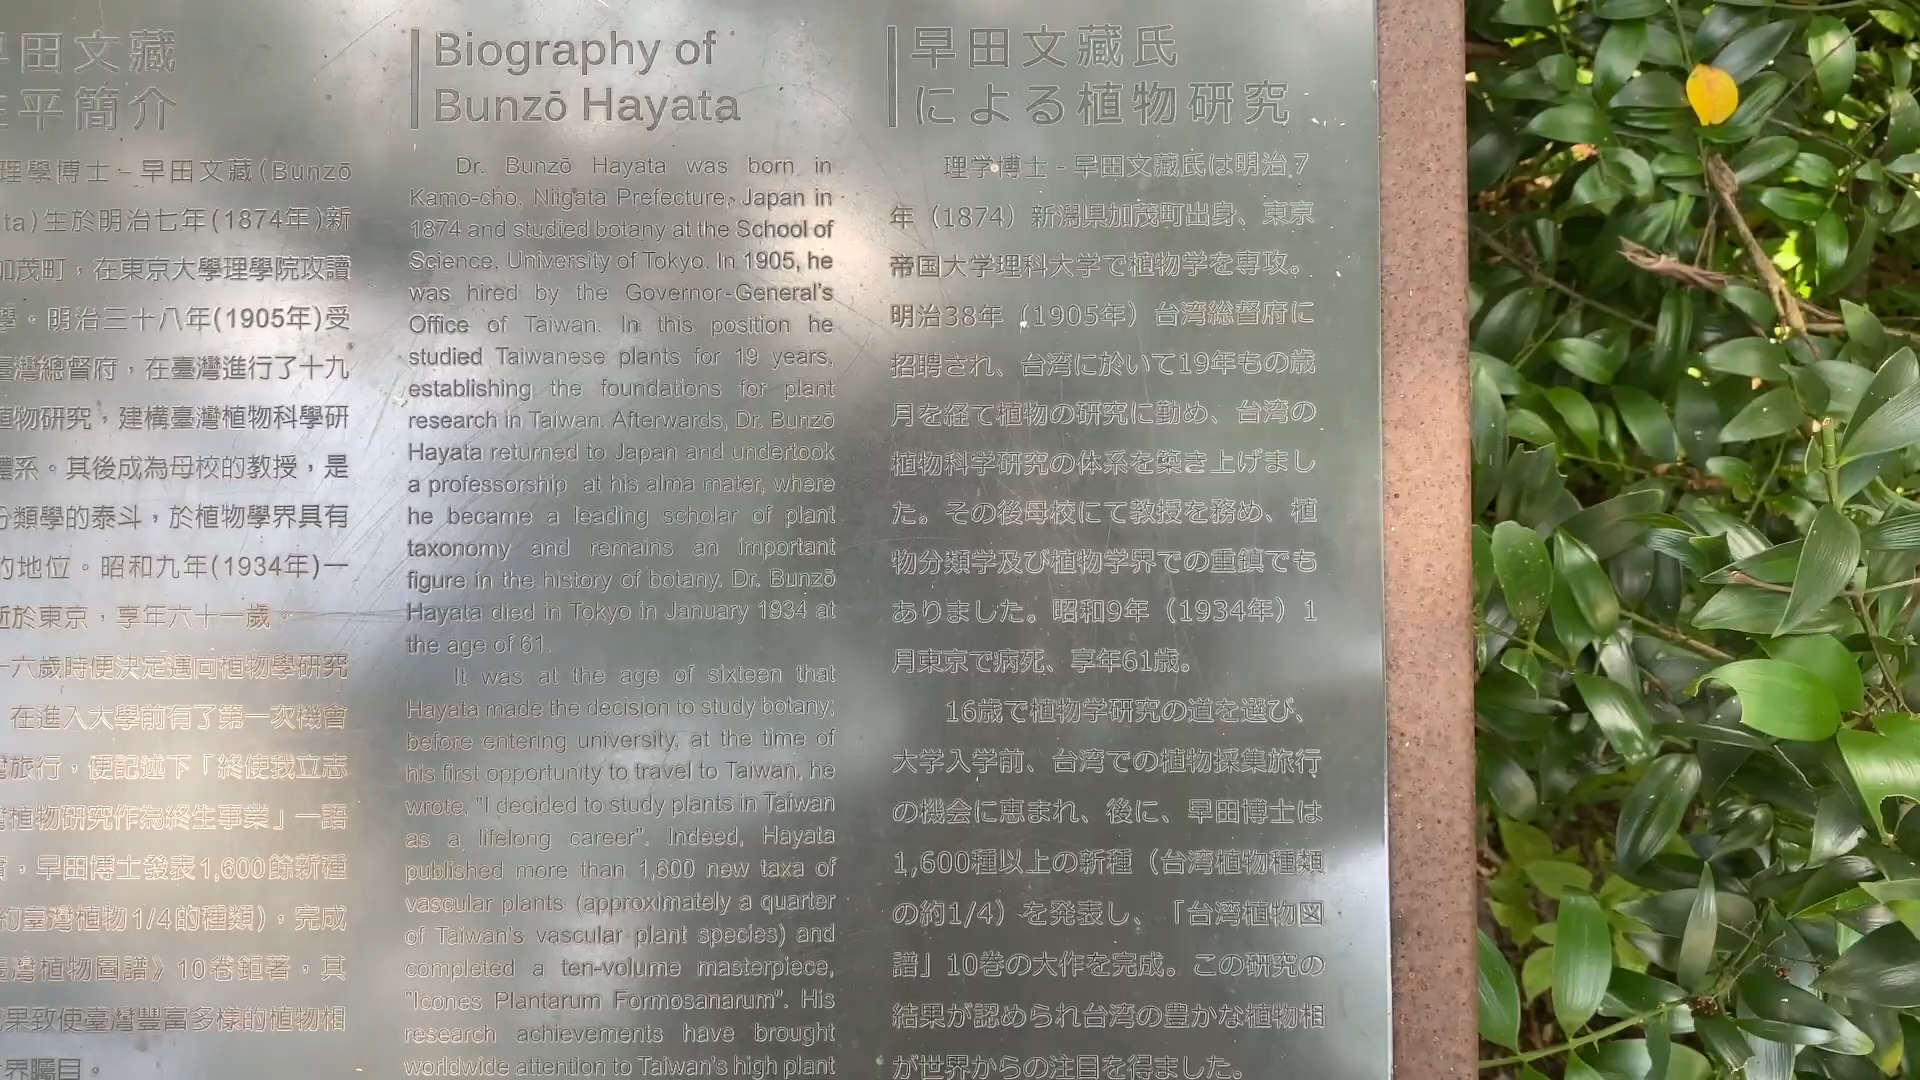 早田文藏
生平簡介
理學博士-早田文藏(Bunzō
ta)生於明治七年(1874年)新
加茂町，在東京大學理學院攻讀
學。明治三十八年(1905年)受
臺灣總督府，在臺灣進行了十九
植物研究，建構臺灣植物科學研
體系。其後成為母校的教授，是
分類學的泰斗，於植物學界具有
的地位。昭和九年(1934年)一
逝於東京，享年六十一歲。
十六歲時便決定邁向植物學研究
在進入大學前有了第一次機會
灣旅行，便記述下「終使我立志
灣植物研究作為終生事業」一語
，早田博士發表1,600餘新種
約臺灣植物1/4的種類)，完成
臺灣植物圖譜》10卷鉅著，其
果致使臺灣豐富多樣的植物相
世界矚目。
Biography of
Bunzō Hayata
Dr. Bunzō Hayata was born in
Kamo-cho, Niigata Prefecture, Japan in
1874 and studied botany at the School of
Science, University of Tokyo. In 1905, he
was hired by the Governor-General's
Office of Taiwan. In this position he
studied Taiwanese plants for 19 years,
establishing the foundations for plant
research in Taiwan. Afterwards, Dr. Bunzō
Hayata returned to Japan and undertook
a professorship at his alma mater, where
he became a leading scholar of plant
taxonomy and remains an important
figure in the history of botany. Dr. Bunzō
Hayata died in Tokyo in January 1934 at
the age of 61.
It was at the age of sixteen that
Hayata made the decision to study botany;
before entering university, at the time of
his first opportunity to travel to Taiwan, he
wrote, "I decided to study plants in Taiwan
as a lifelong career". Indeed, Hayata
published more than 1,600 new taxa of
vascular plants (approximately a quarter
of Taiwan's vascular plant species) and
completed a ten-volume masterpiece,
"Icones Plantarum Formosanarum". His
research achievements have brought
worldwide attention to Taiwan's high plant
早田文藏氏
による植物研究
理学博士-早田文藏氏は明治7
年（1874）新潟県加茂町出身、東京
帝国大学理科大学で植物学を専攻。
明治38年（1905年）台湾総督府に
招聘され、台湾に於いて19年もの歳
月を経て植物の研究に勤め、台湾の
植物科学研究の体系を築き上げまし
た。その後母校にて教授を務め、植
物分類学及び植物学界での重鎮でも
ありました。昭和9年（1934年）1
月東京で病死、享年61歳。
16歳で植物学研究の道を選び、
大学入学前、台湾での植物採集旅行
の機会に恵まれ、後に、早田博士は
1,600種以上の新種（台湾植物種類
の約1/4）を発表し、「台湾植物図
譜」10巻の大作を完成。この研究の
結果が認められ台湾の豊かな植物相
が世界からの注目を得ました。